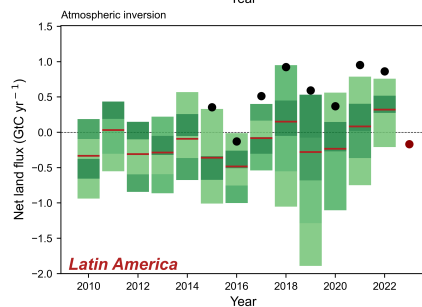 Year
Atmospheric inversion
Net land flux (GtC yr⁻¹)
1.5
1.0
0.5
0.0
−0.5
−1.0
−1.5
−2.0
Latin America
2010 2012 2014 2016 2018 2020 2022
Year